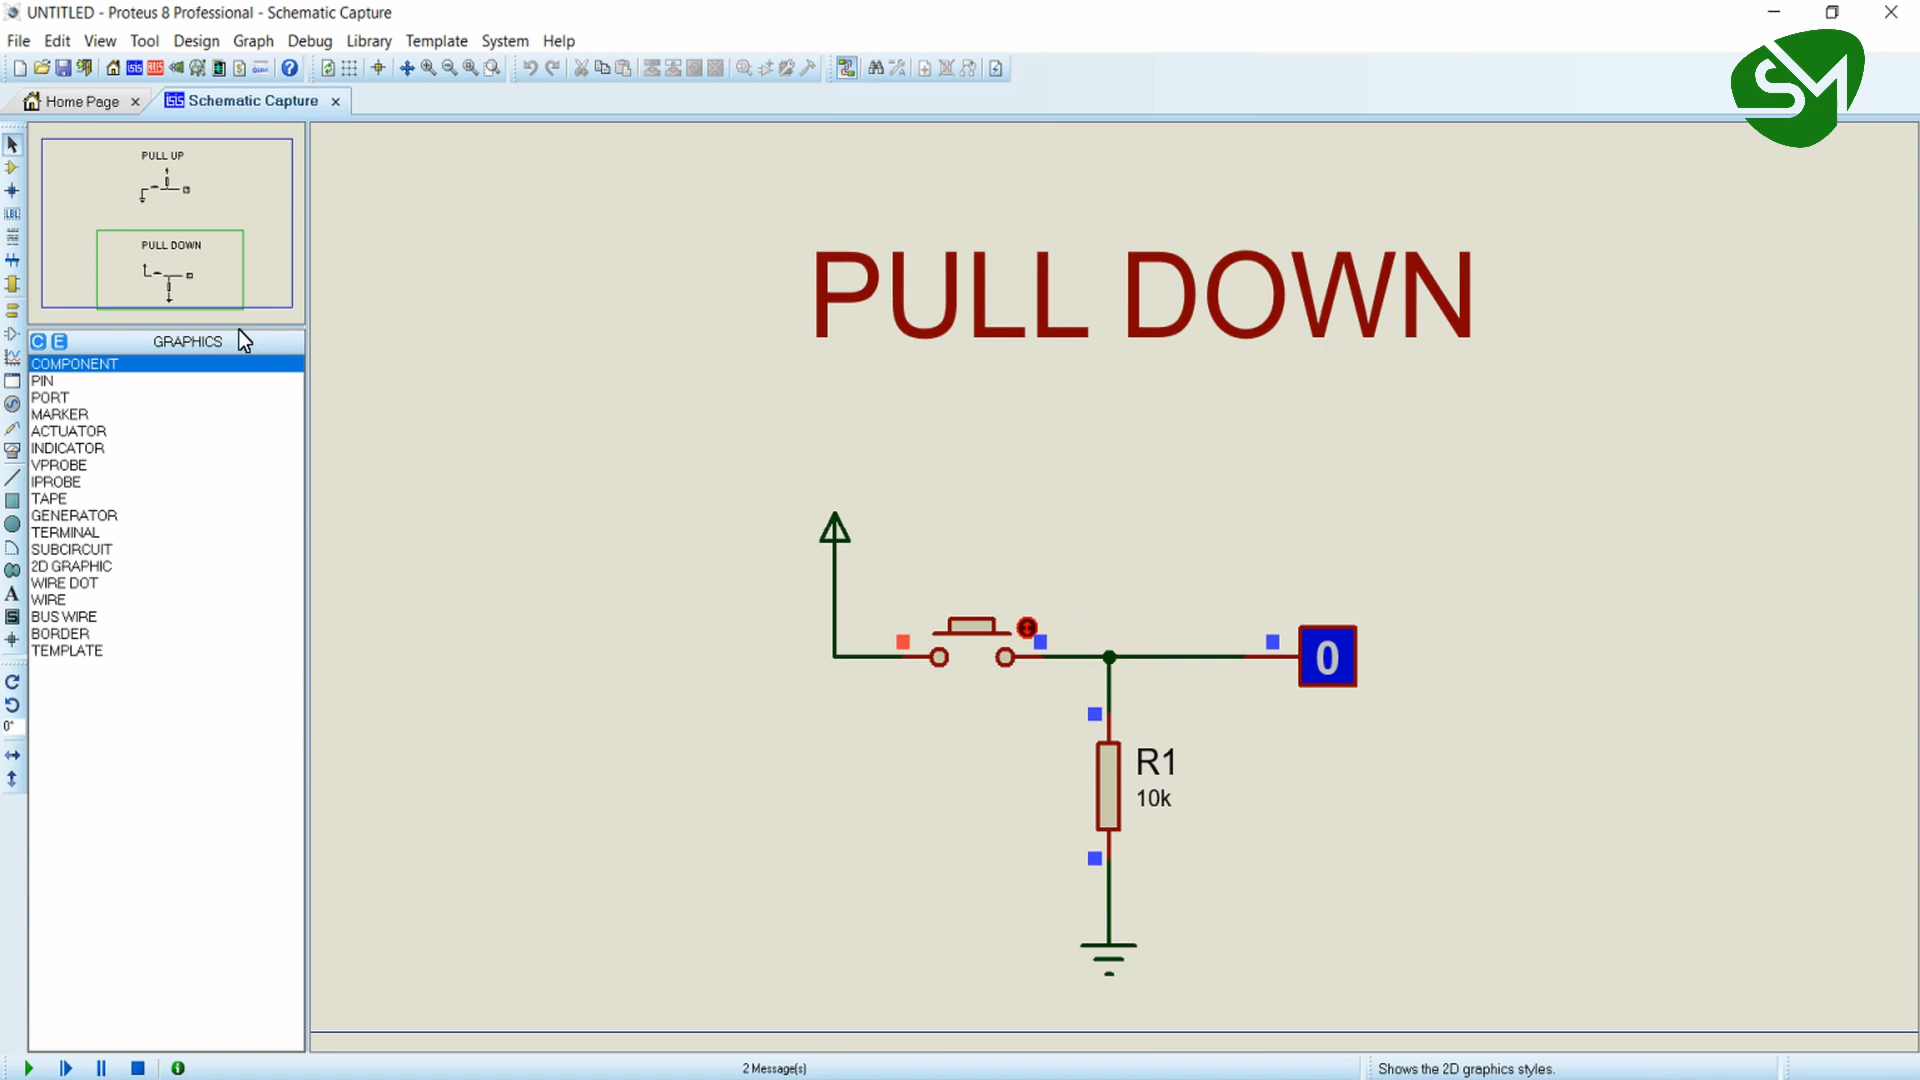 UNTITLED - Proteus 8 Professional - Schematic Capture
File Edit View Tool Design Graph Debug Library Template System Help
SM
Home Page Schematic Capture
PULL UP
PULL DOWN
C E GRAPHICS
COMPONENT
PIN
PORT
MARKER
ACTUATOR
INDICATOR
VPROBE
IPROBE
TAPE
GENERATOR
TERMINAL
SUBCIRCUIT
2D GRAPHIC
WIRE DOT
WIRE
BUS WIRE
BORDER
TEMPLATE
LBL
A
S
0°
PULL DOWN
0
R1
10k
2 Message(s)
Shows the 2D graphics styles.